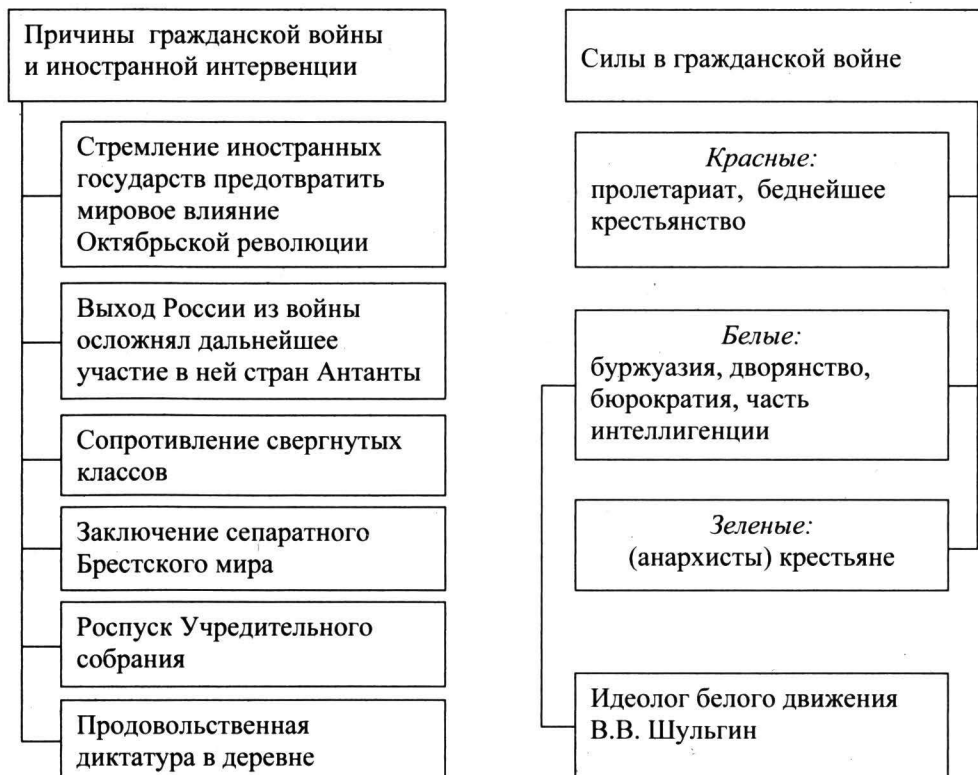 Причины гражданской войны
и иностранной интервенции
Стремление иностранных
государств предотвратить
мировое влияние
Октябрьской революции
Выход России из войны
осложнял дальнейшее
участие в ней стран Антанты
Сопротивление свергнутых
классов
Заключение сепаратного
Брестского мира
Роспуск Учредительного
собрания
Продовольственная
диктатура в деревне
Силы в гражданской войне
Красные:
пролетариат, беднейшее
крестьянство
Белые:
буржуазия, дворянство,
бюрократия, часть
интеллигенции
Зеленые:
(анархисты) крестьяне
Идеолог белого движения
В.В. Шульгин